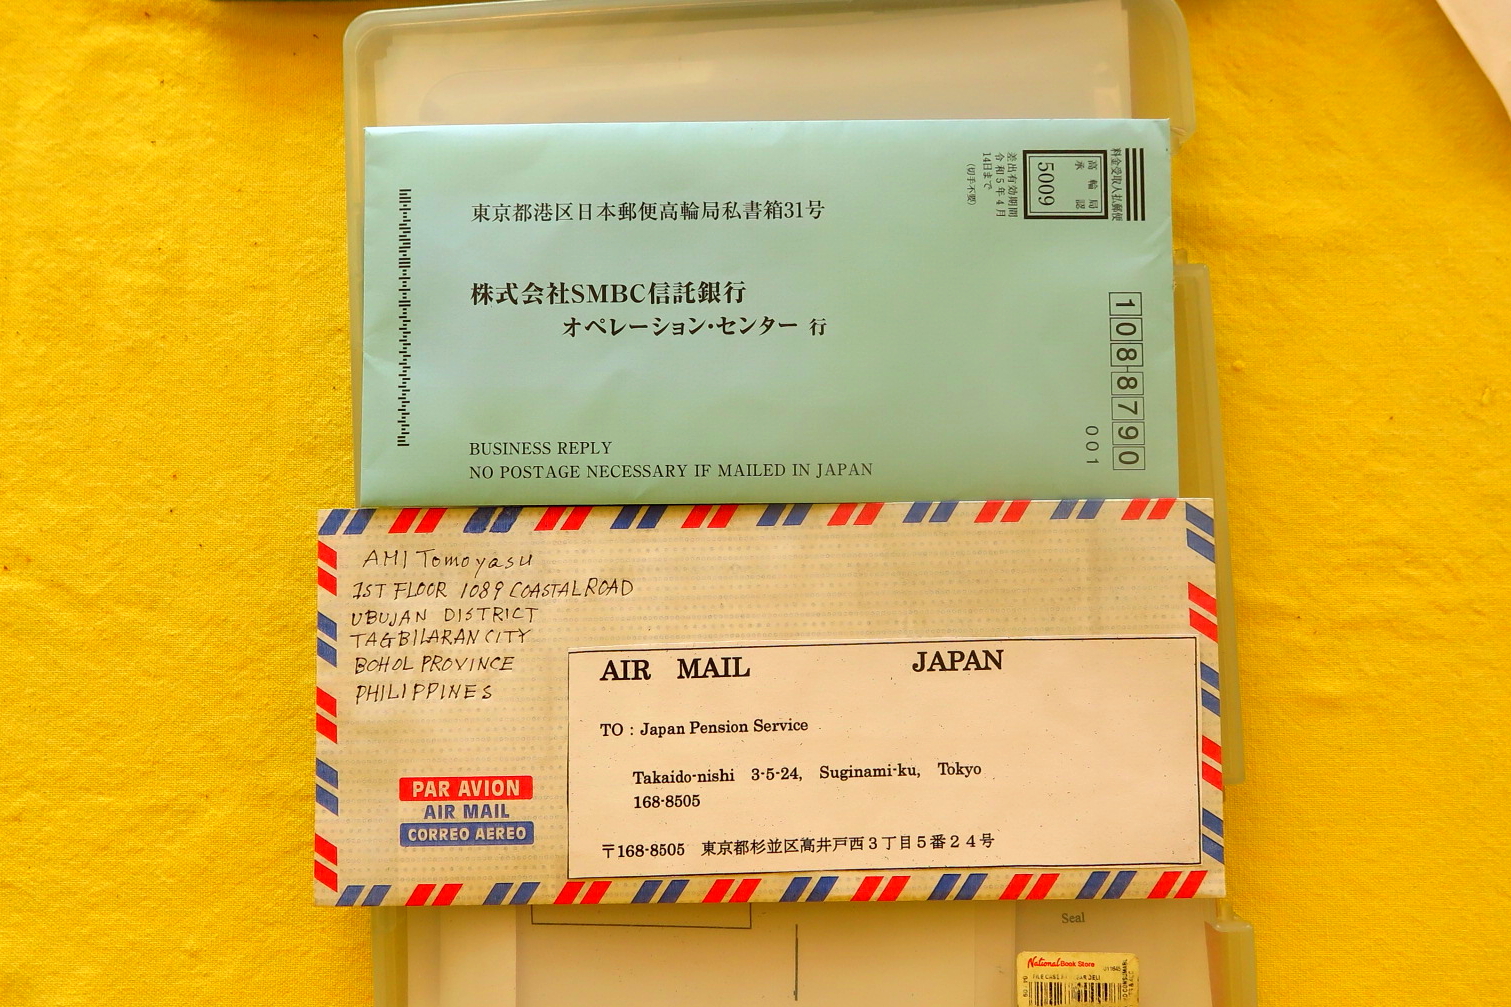 東京都港区日本郵便高輪局私書箱31号
株式会社SMBC信託銀行
オペレーション・センター 行
BUSINESS REPLY
NO POSTAGE NECESSARY IF MAILED IN JAPAN
料金受取人払郵便
高輪局
承認
5009
差出有効期間
令和5年4月
14日まで
(切手不要)
1088790
001
AMI Tomoyasu
1ST FLOOR 1089 COASTAL ROAD
UBUJAN DISTRICT
TAGBILARAN CITY
BOHOL PROVINCE
PHILIPPINES
PAR AVION
AIR MAIL
CORREO AEREO
AIR MAIL JAPAN
TO : Japan Pension Service
Takaido-nishi 3-5-24, Suginami-ku, Tokyo
168-8505
〒168-8505 東京都杉並区高井戸西3丁目5番24号
Seal
National Book Store